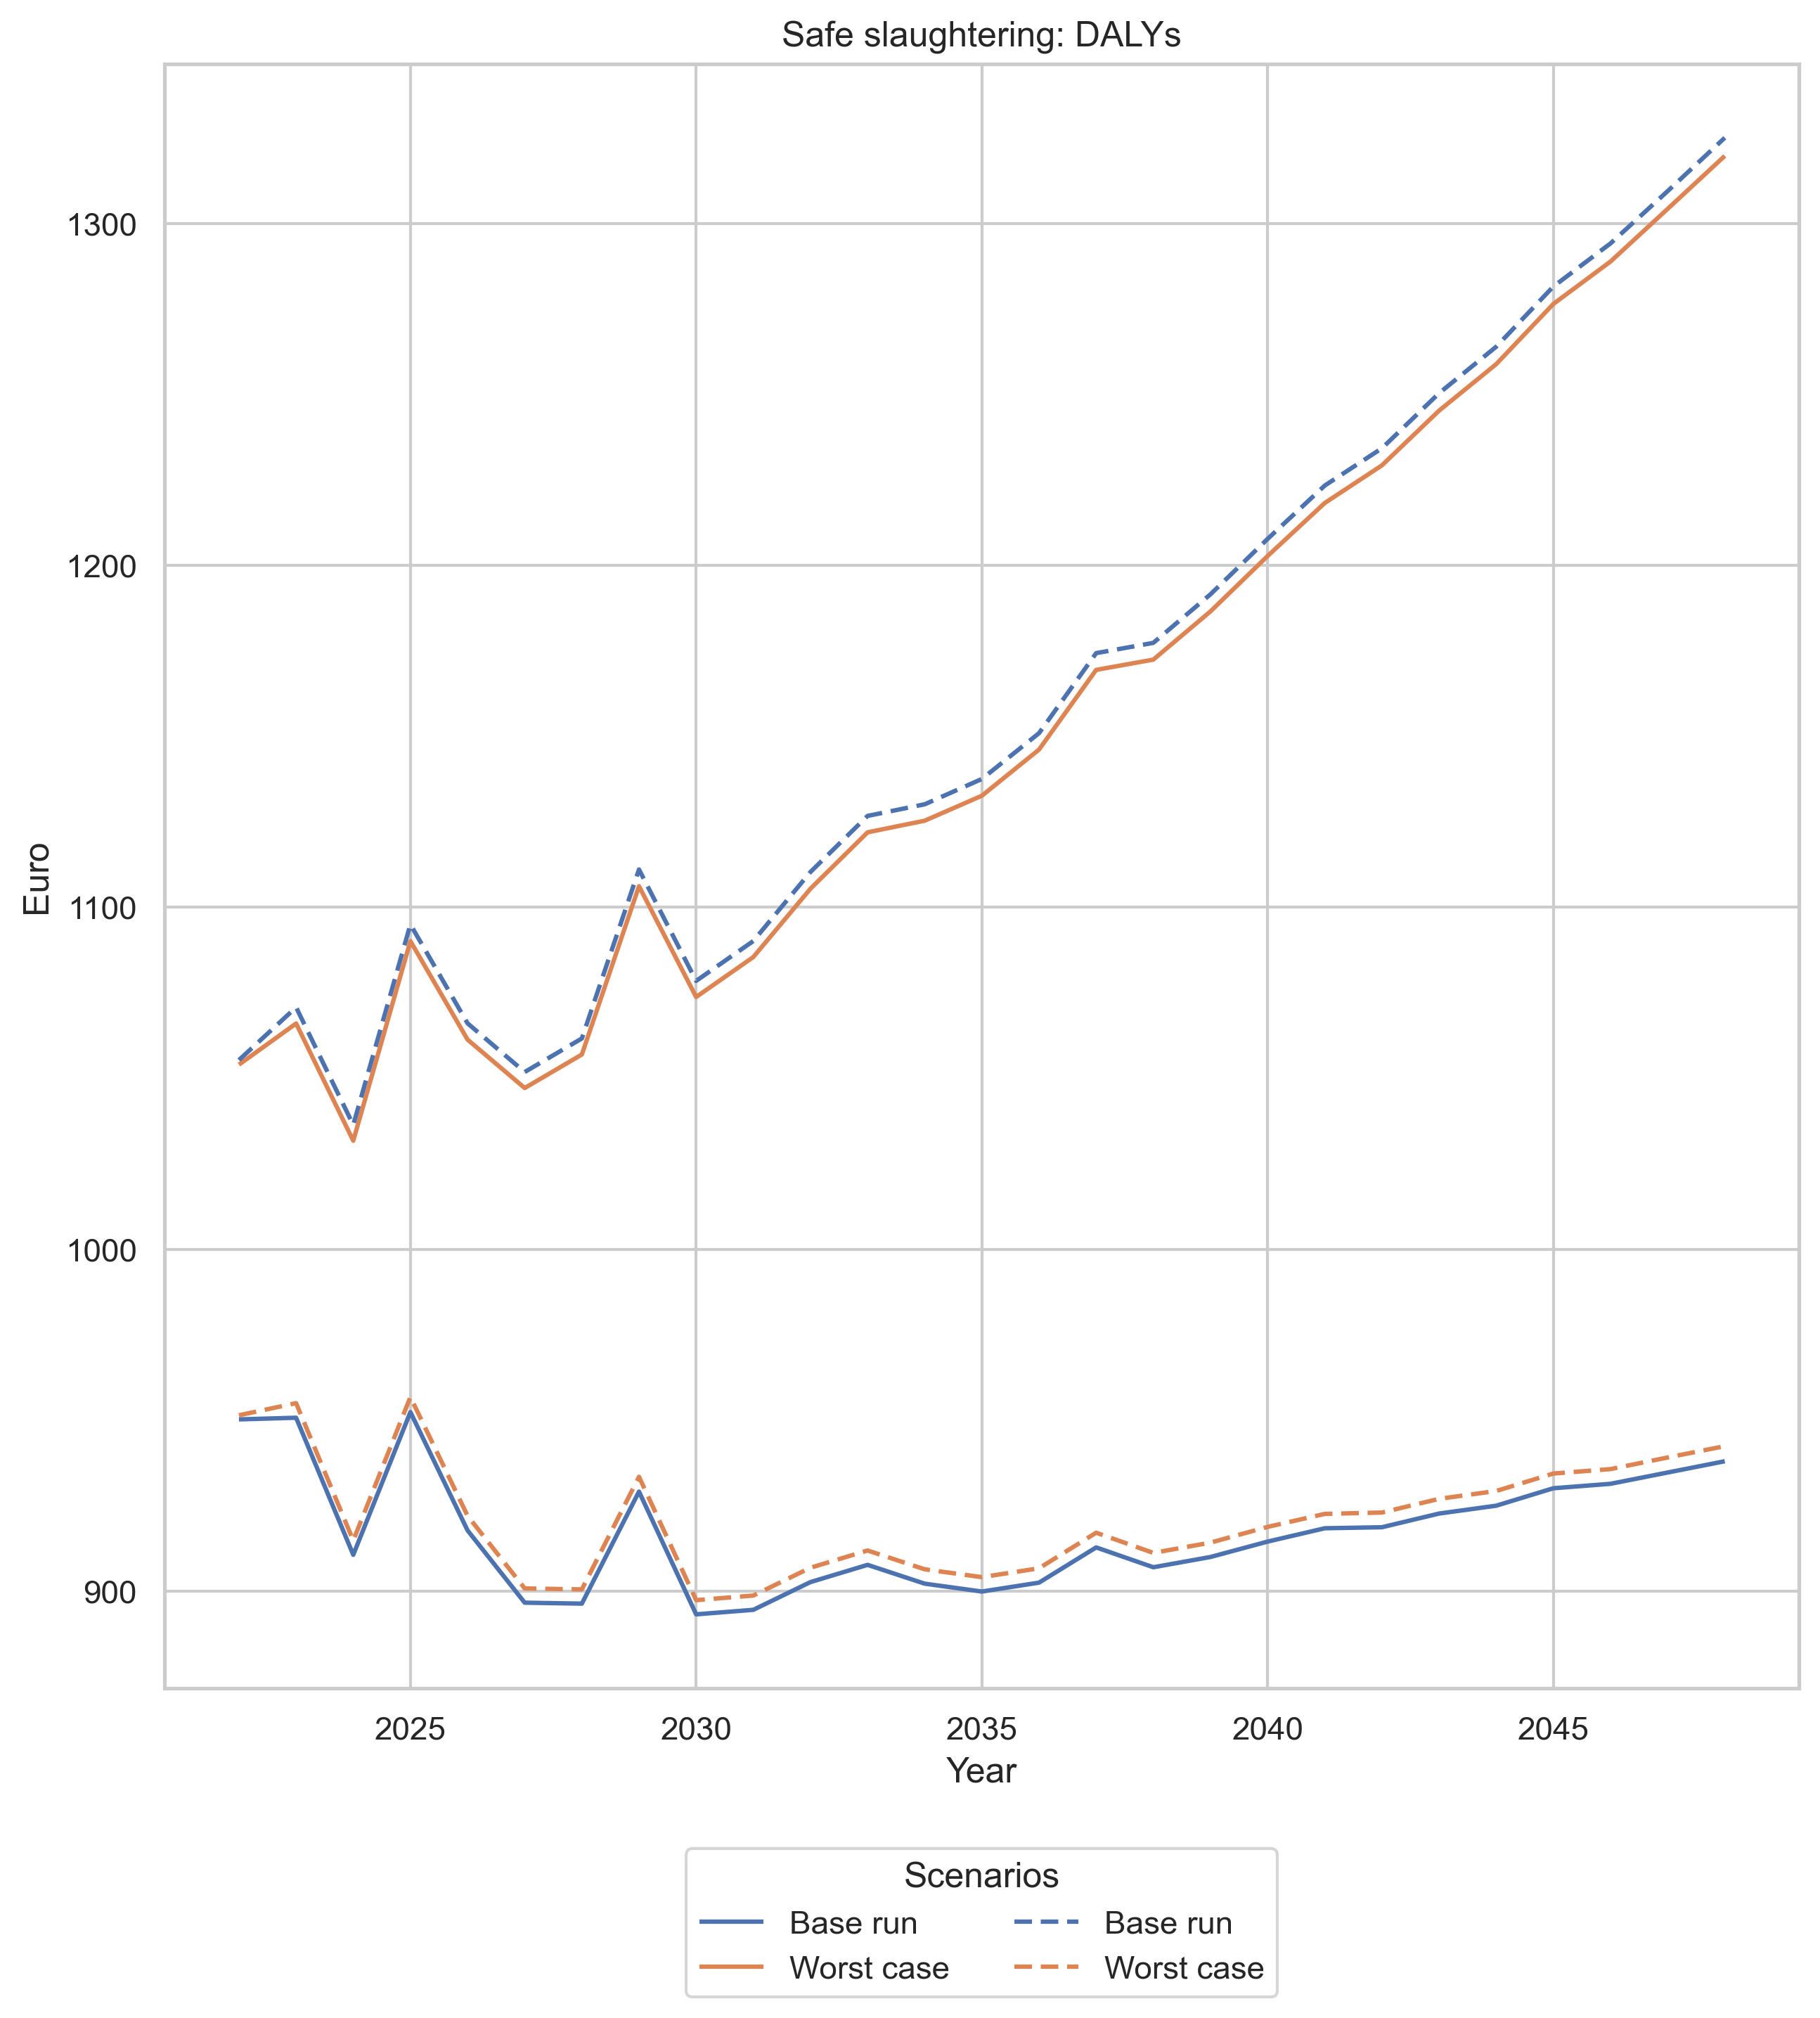 Safe slaughtering: DALYs
1300
1200
1100
1000
900
Euro
2025 2030 2035 2040 2045
Year
Scenarios
Base run Base run
Worst case Worst case